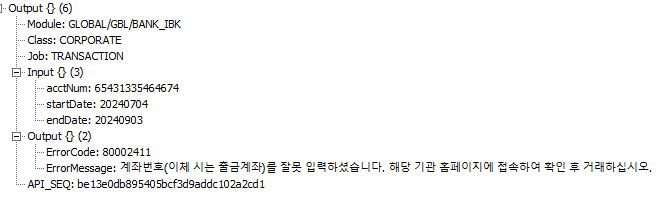 Output {} (6)
Module: GLOBAL/GBL/BANK_IBK
Class: CORPORATE
Job: TRANSACTION
Input {} (3)
acctNum: 65431335464674
startDate: 20240704
endDate: 20240903
Output {} (2)
ErrorCode: 80002411
ErrorMessage: 계좌번호(이체 시는 출금계좌)를 잘못 입력하셨습니다. 해당 기관 홈페이지에 접속하여 확인 후 거래하십시오.
API_SEQ: be13e0db895405bcf3d9addc102a2cd1